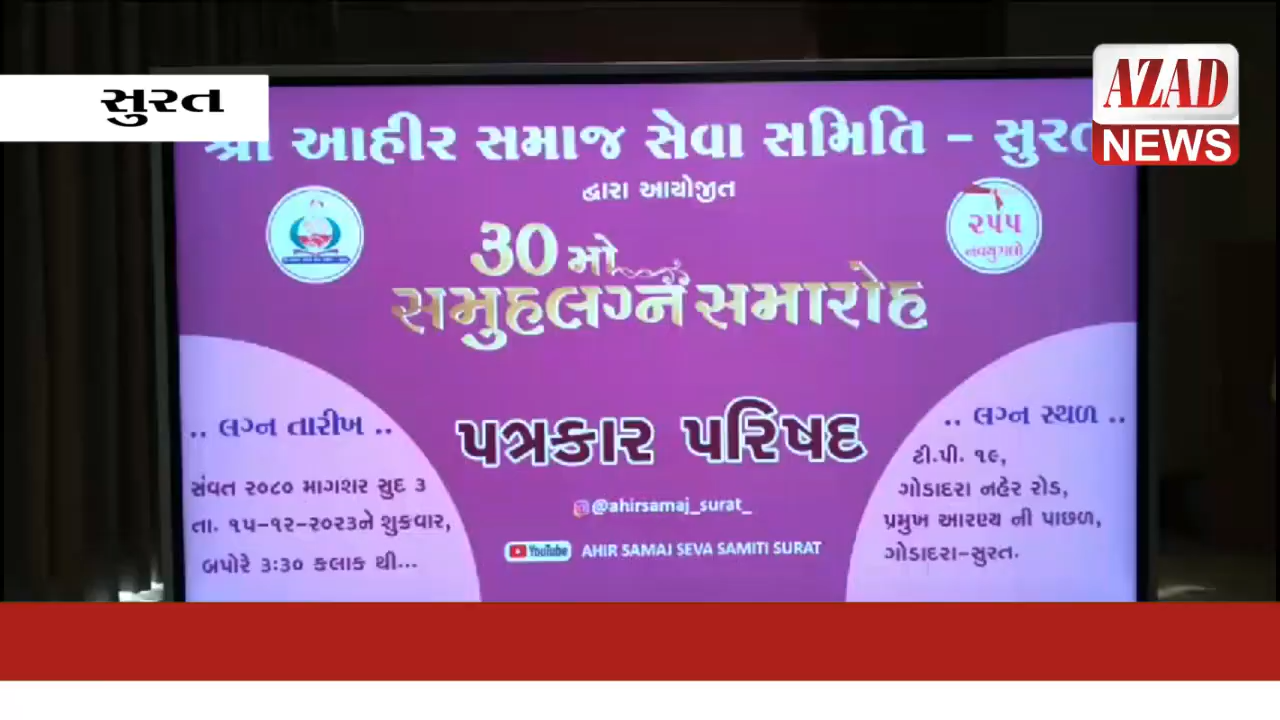 સુરત
AZAD
NEWS
શ્રી આહીર સમાજ સેવા સમિતિ - સુરત
દ્વારા આયોજીત
30 મો
સમુહલગ્ન સમારોહ
૨૫૫
નવયુગલો
પત્રકાર પરિષદ
@ahirsamaj_surat_
YouTube AHIR SAMAJ SEVA SAMITI SURAT
.. લગ્ન તારીખ ..
સંવત ૨૦૮૦ માગશર સુદ ૩
તા. ૧૫-૧૨-૨૦૨૩ને શુક્રવાર,
બપોરે ૩:૩૦ કલાક થી...
.. લગ્ન સ્થળ ..
ટી.પી. ૧૯,
ગોડાદરા નહેર રોડ,
પ્રમુખ આરણ્ય ની પાછળ,
ગોડાદરા-સુરત.